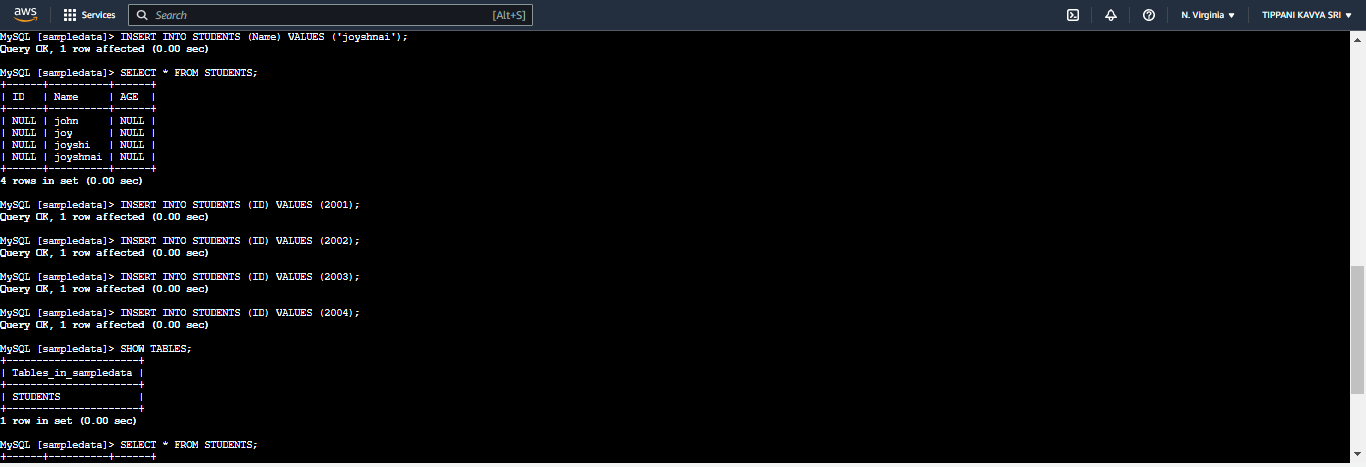 aws Services Search [Alt+S] N. Virginia TIPPANI KAVYA SRI
MySQL [sampledata]> INSERT INTO STUDENTS (Name) VALUES ('joyshnai');
Query OK, 1 row affected (0.00 sec)
MySQL [sampledata]> SELECT * FROM STUDENTS;
+------+----------+------+
| ID   | Name     | AGE  |
+------+----------+------+
| NULL | john     | NULL |
| NULL | joy      | NULL |
| NULL | joyshi   | NULL |
| NULL | joyshnai | NULL |
+------+----------+------+
4 rows in set (0.00 sec)
MySQL [sampledata]> INSERT INTO STUDENTS (ID) VALUES (2001);
Query OK, 1 row affected (0.00 sec)
MySQL [sampledata]> INSERT INTO STUDENTS (ID) VALUES (2002);
Query OK, 1 row affected (0.00 sec)
MySQL [sampledata]> INSERT INTO STUDENTS (ID) VALUES (2003);
Query OK, 1 row affected (0.00 sec)
MySQL [sampledata]> INSERT INTO STUDENTS (ID) VALUES (2004);
Query OK, 1 row affected (0.00 sec)
MySQL [sampledata]> SHOW TABLES;
+----------------------+
| Tables_in_sampledata |
+----------------------+
| STUDENTS             |
+----------------------+
1 row in set (0.00 sec)
MySQL [sampledata]> SELECT * FROM STUDENTS;
+------+----------+------+